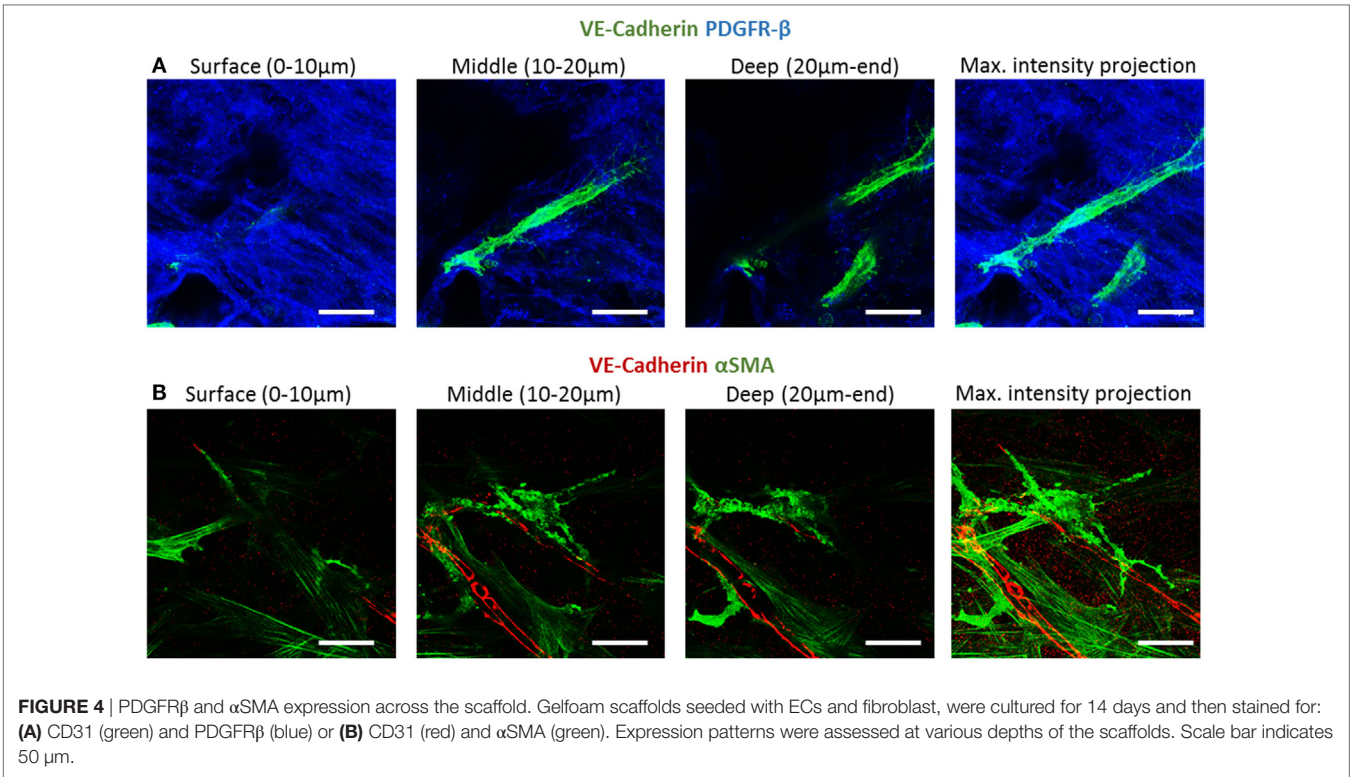 VE-Cadherin PDGFR-β
A Surface (0-10µm) Middle (10-20µm) Deep (20µm-end) Max. intensity projection
VE-Cadherin αSMA
B Surface (0-10µm) Middle (10-20µm) Deep (20µm-end) Max. intensity projection
FIGURE 4 | PDGFRβ and αSMA expression across the scaffold. Gelfoam scaffolds seeded with ECs and fibroblast, were cultured for 14 days and then stained for:
(A) CD31 (green) and PDGFRβ (blue) or (B) CD31 (red) and αSMA (green). Expression patterns were assessed at various depths of the scaffolds. Scale bar indicates
50 µm.